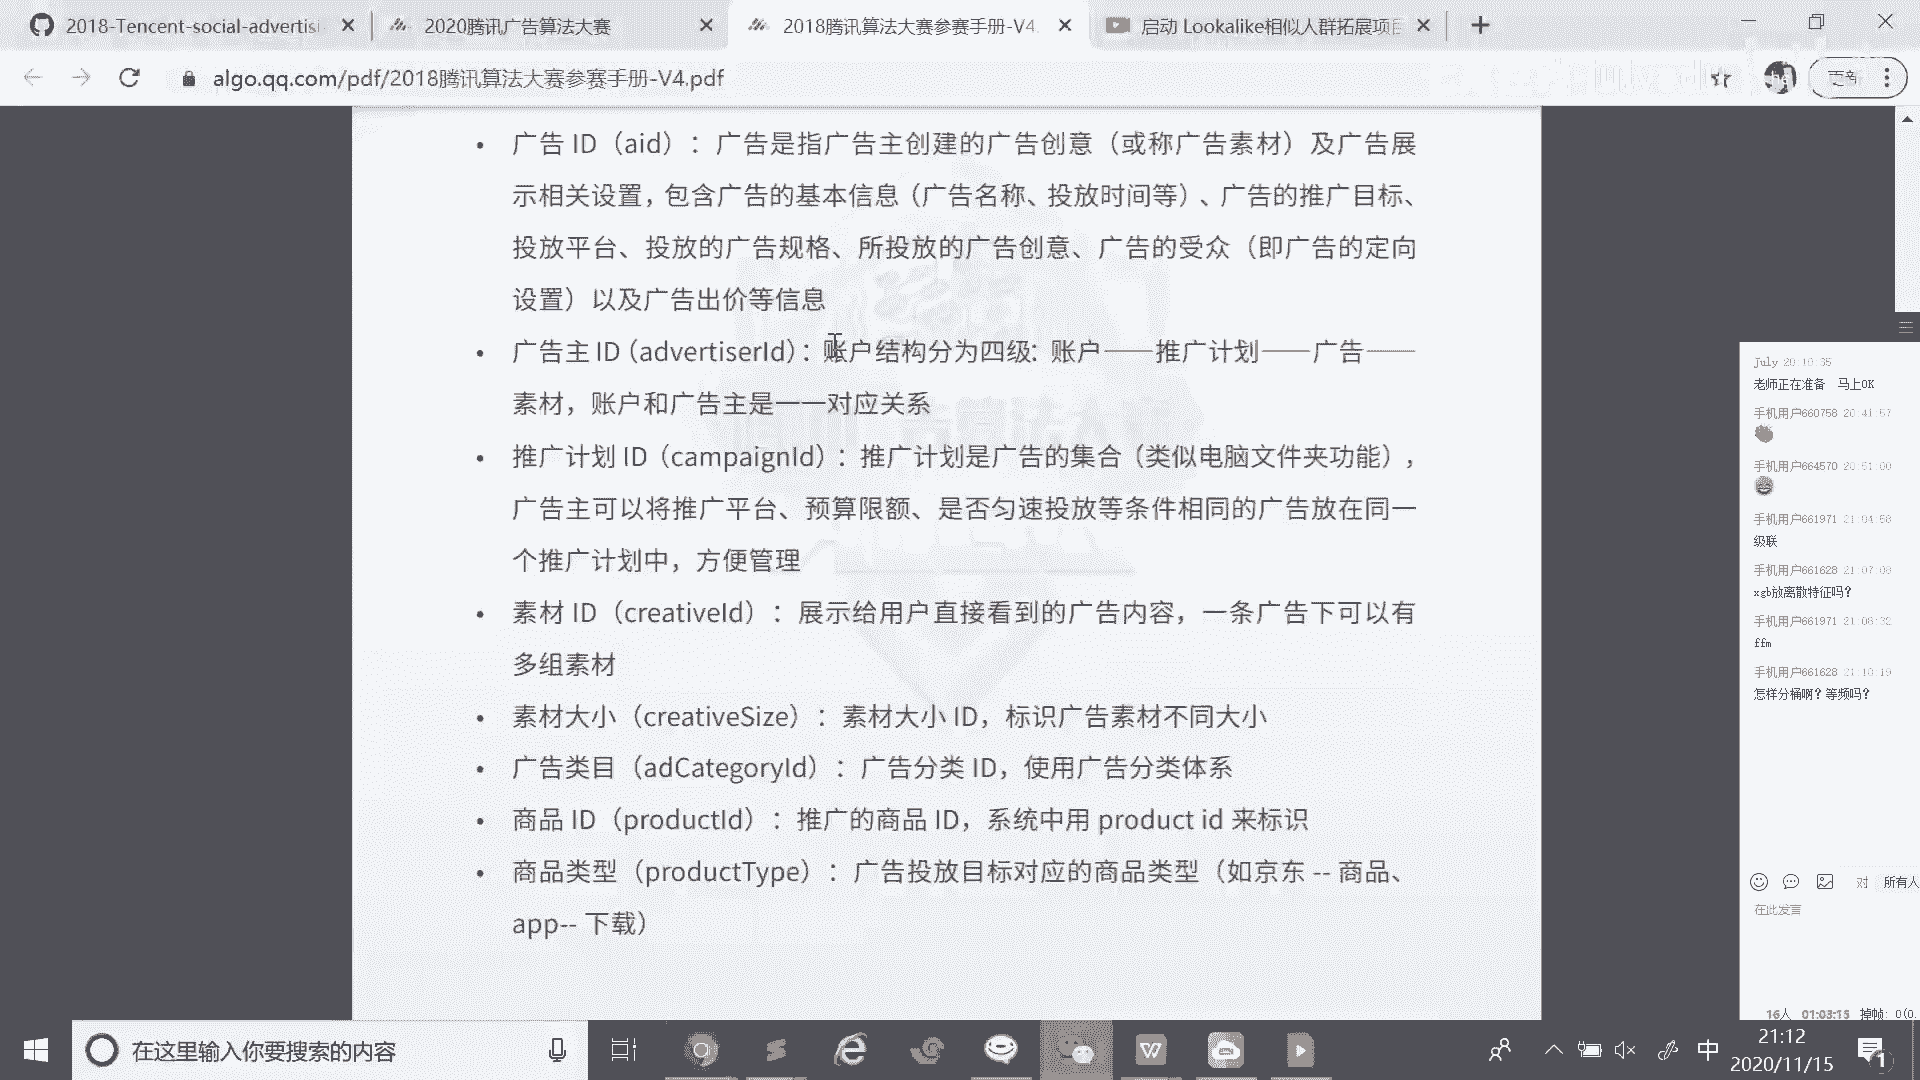 2018-Tencent-social-advertisi
2020腾讯广告算法大赛
2018腾讯算法大赛参赛手册-V4.
启动 Lookalike相似人群拓展项目
algo.qq.com/pdf/2018腾讯算法大赛参赛手册-V4.pdf
更新
• 广告 ID（aid）：广告是指广告主创建的广告创意（或称广告素材）及广告展
示相关设置，包含广告的基本信息（广告名称、投放时间等）、广告的推广目标、
投放平台、投放的广告规格、所投放的广告创意、广告的受众（即广告的定向
设置）以及广告出价等信息
• 广告主 ID（advertiserId）：账户结构分为四级：账户——推广计划——广告——
素材，账户和广告主是一一对应关系
• 推广计划 ID（campaignId）：推广计划是广告的集合（类似电脑文件夹功能），
广告主可以将推广平台、预算限额、是否匀速投放等条件相同的广告放在同一
个推广计划中，方便管理
• 素材 ID（creativeId）：展示给用户直接看到的广告内容，一条广告下可以有
多组素材
• 素材大小（creativeSize）：素材大小 ID，标识广告素材不同大小
• 广告类目（adCategoryId）：广告分类 ID，使用广告分类体系
• 商品 ID（productId）：推广的商品 ID，系统中用 product id 来标识
• 商品类型（productType）：广告投放目标对应的商品类型（如京东 -- 商品、
app-- 下载）
July
老师正在准备 马上OK
手机用户660758 20:41:57
手机用户664570
手机用户661971 21:04:58
级联
手机用户661628
xgb放离散特征吗？
手机用户661971
ffm
手机用户661628
怎样分桶啊？等频吗？
对 所有人
在此发言
16人 01:03:15 掉帧：0(0.
在这里输入你要搜索的内容
中
21:12
2020/11/15
1